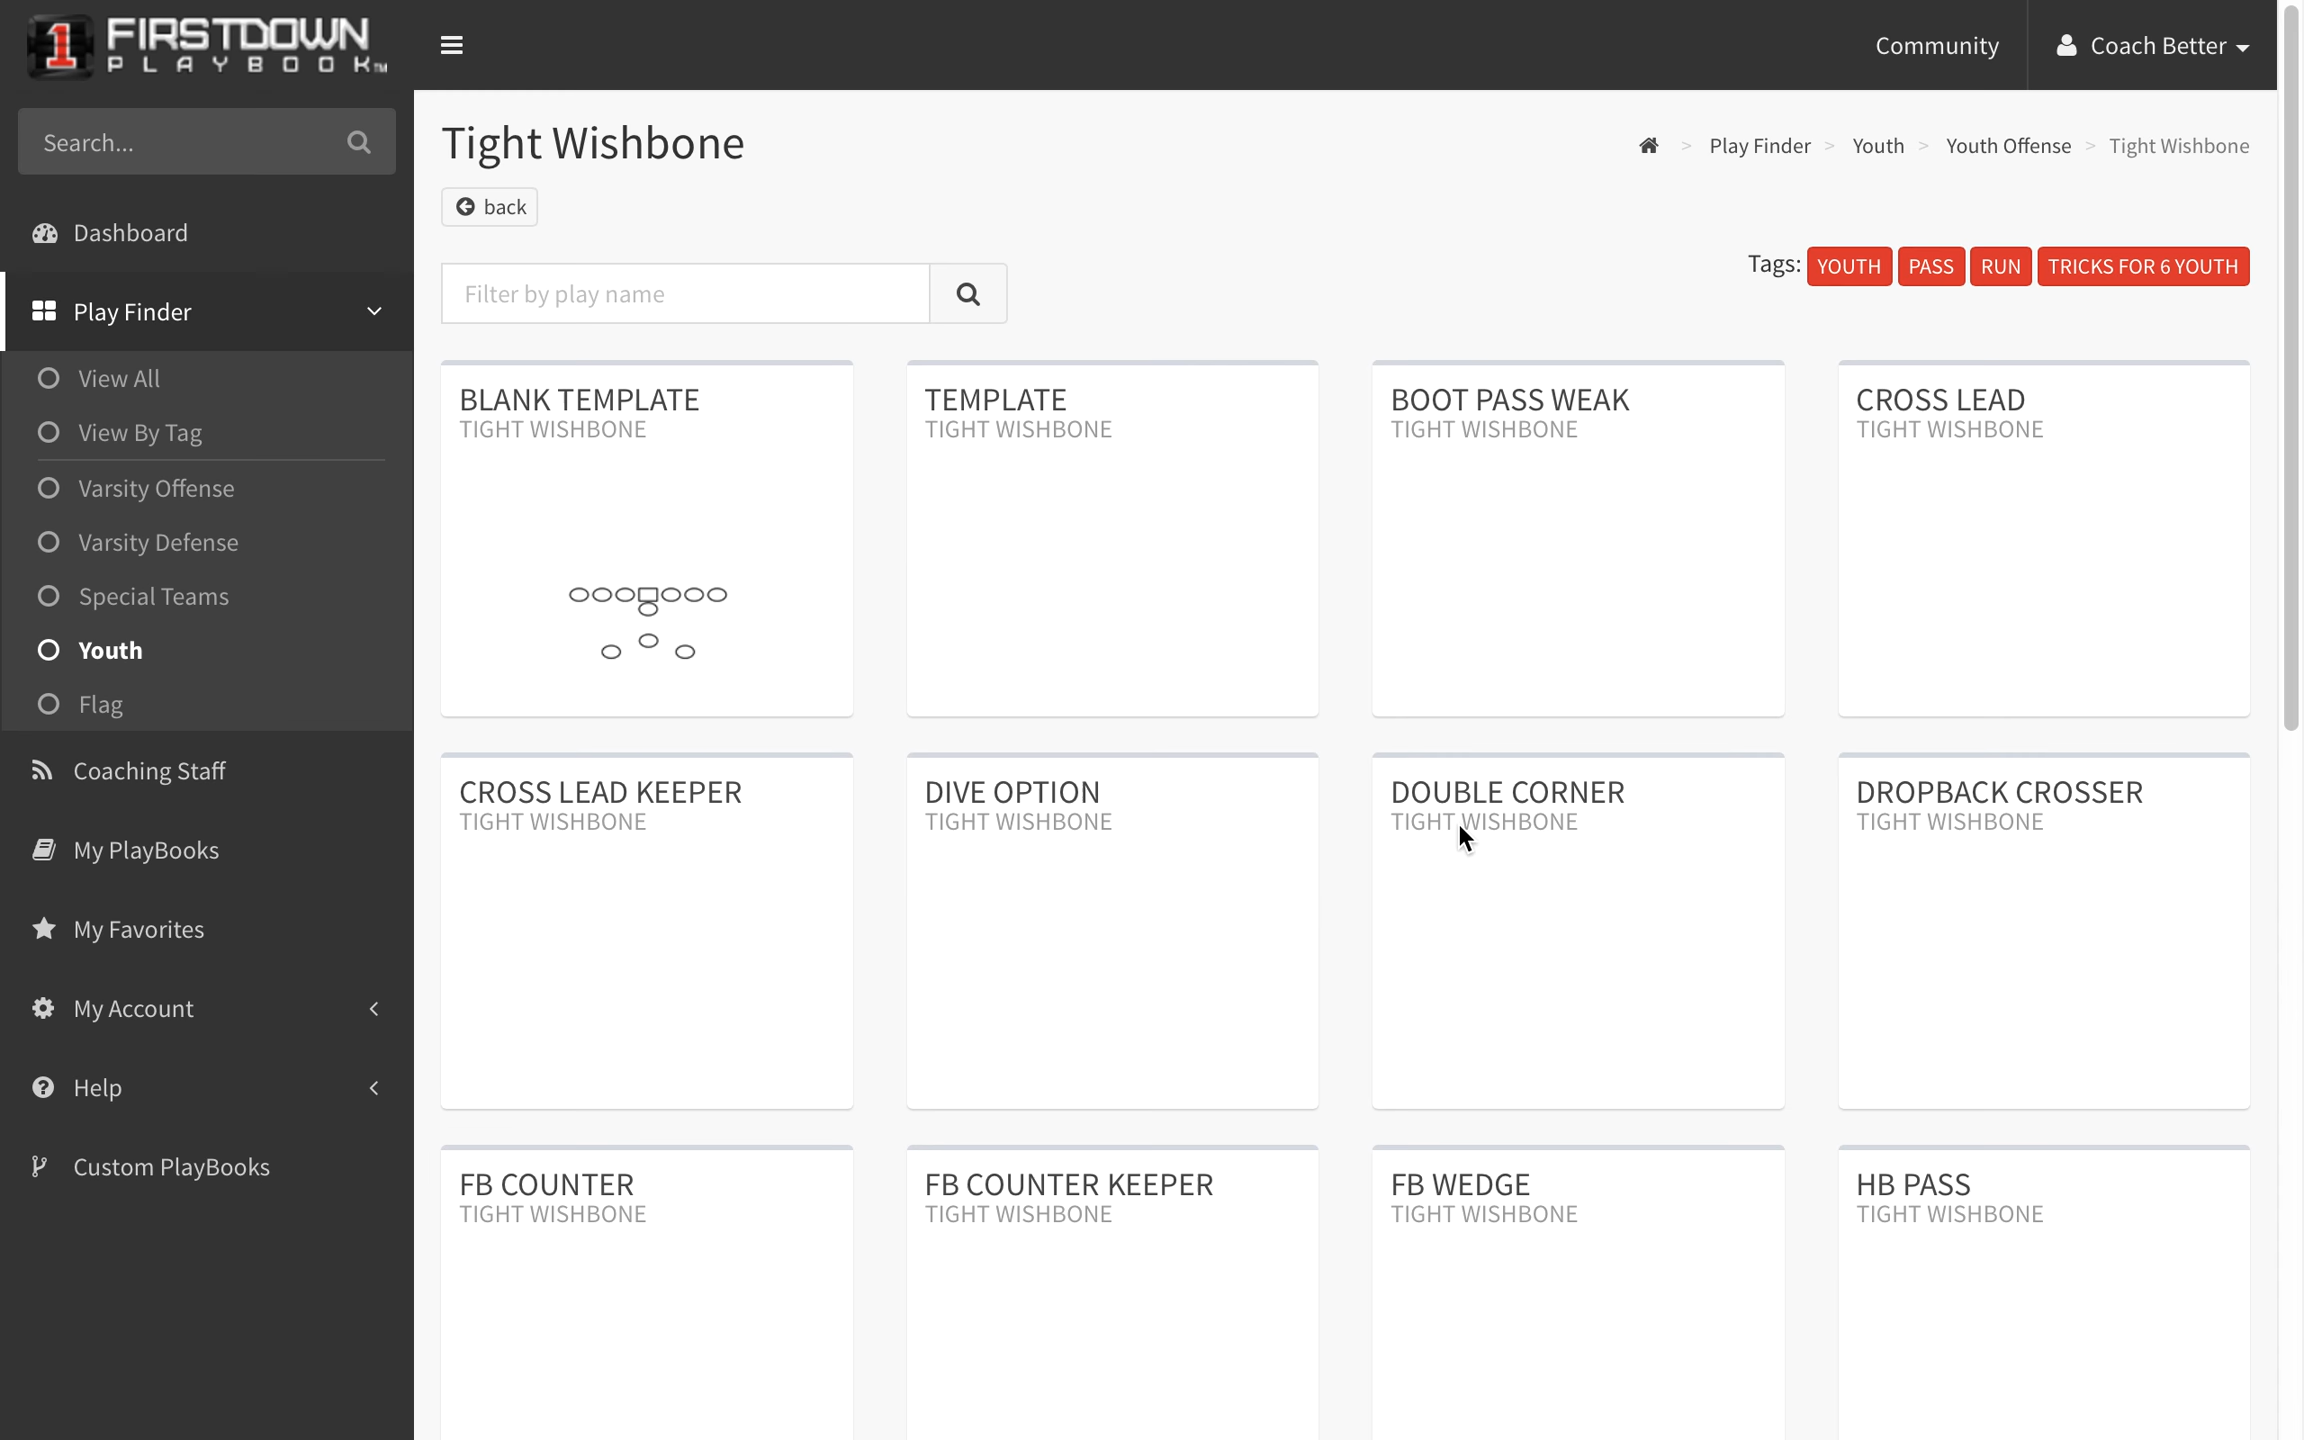 1 FIRSTDOWN
PLAYBOOK TM
Community
Coach Better
Search...
Dashboard
Play Finder
View All
View By Tag
Varsity Offense
Varsity Defense
Special Teams
Youth
Flag
Coaching Staff
My PlayBooks
My Favorites
My Account
Help
Custom PlayBooks
Tight Wishbone
> Play Finder > Youth > Youth Offense > Tight Wishbone
back
Filter by play name
Tags: YOUTH PASS RUN TRICKS FOR 6 YOUTH
BLANK TEMPLATE
TIGHT WISHBONE
TEMPLATE
TIGHT WISHBONE
BOOT PASS WEAK
TIGHT WISHBONE
CROSS LEAD
TIGHT WISHBONE
CROSS LEAD KEEPER
TIGHT WISHBONE
DIVE OPTION
TIGHT WISHBONE
DOUBLE CORNER
TIGHT WISHBONE
DROPBACK CROSSER
TIGHT WISHBONE
FB COUNTER
TIGHT WISHBONE
FB COUNTER KEEPER
TIGHT WISHBONE
FB WEDGE
TIGHT WISHBONE
HB PASS
TIGHT WISHBONE